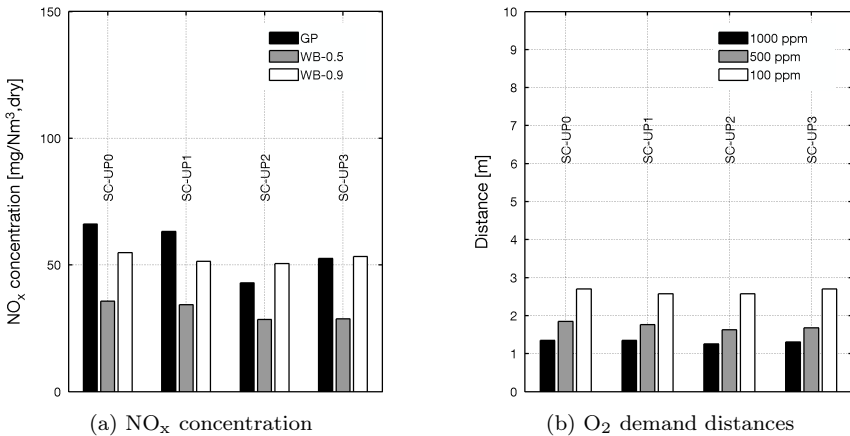 150
100
50
0
NOx concentration [mg/Nm³,dry]
GP
WB-0.5
WB-0.9
SC-UP0
SC-UP1
SC-UP2
SC-UP3
(a) NOx concentration
10
9
8
7
6
5
4
3
2
1
0
Distance [m]
1000 ppm
500 ppm
100 ppm
SC-UP0
SC-UP1
SC-UP2
SC-UP3
(b) O₂ demand distances